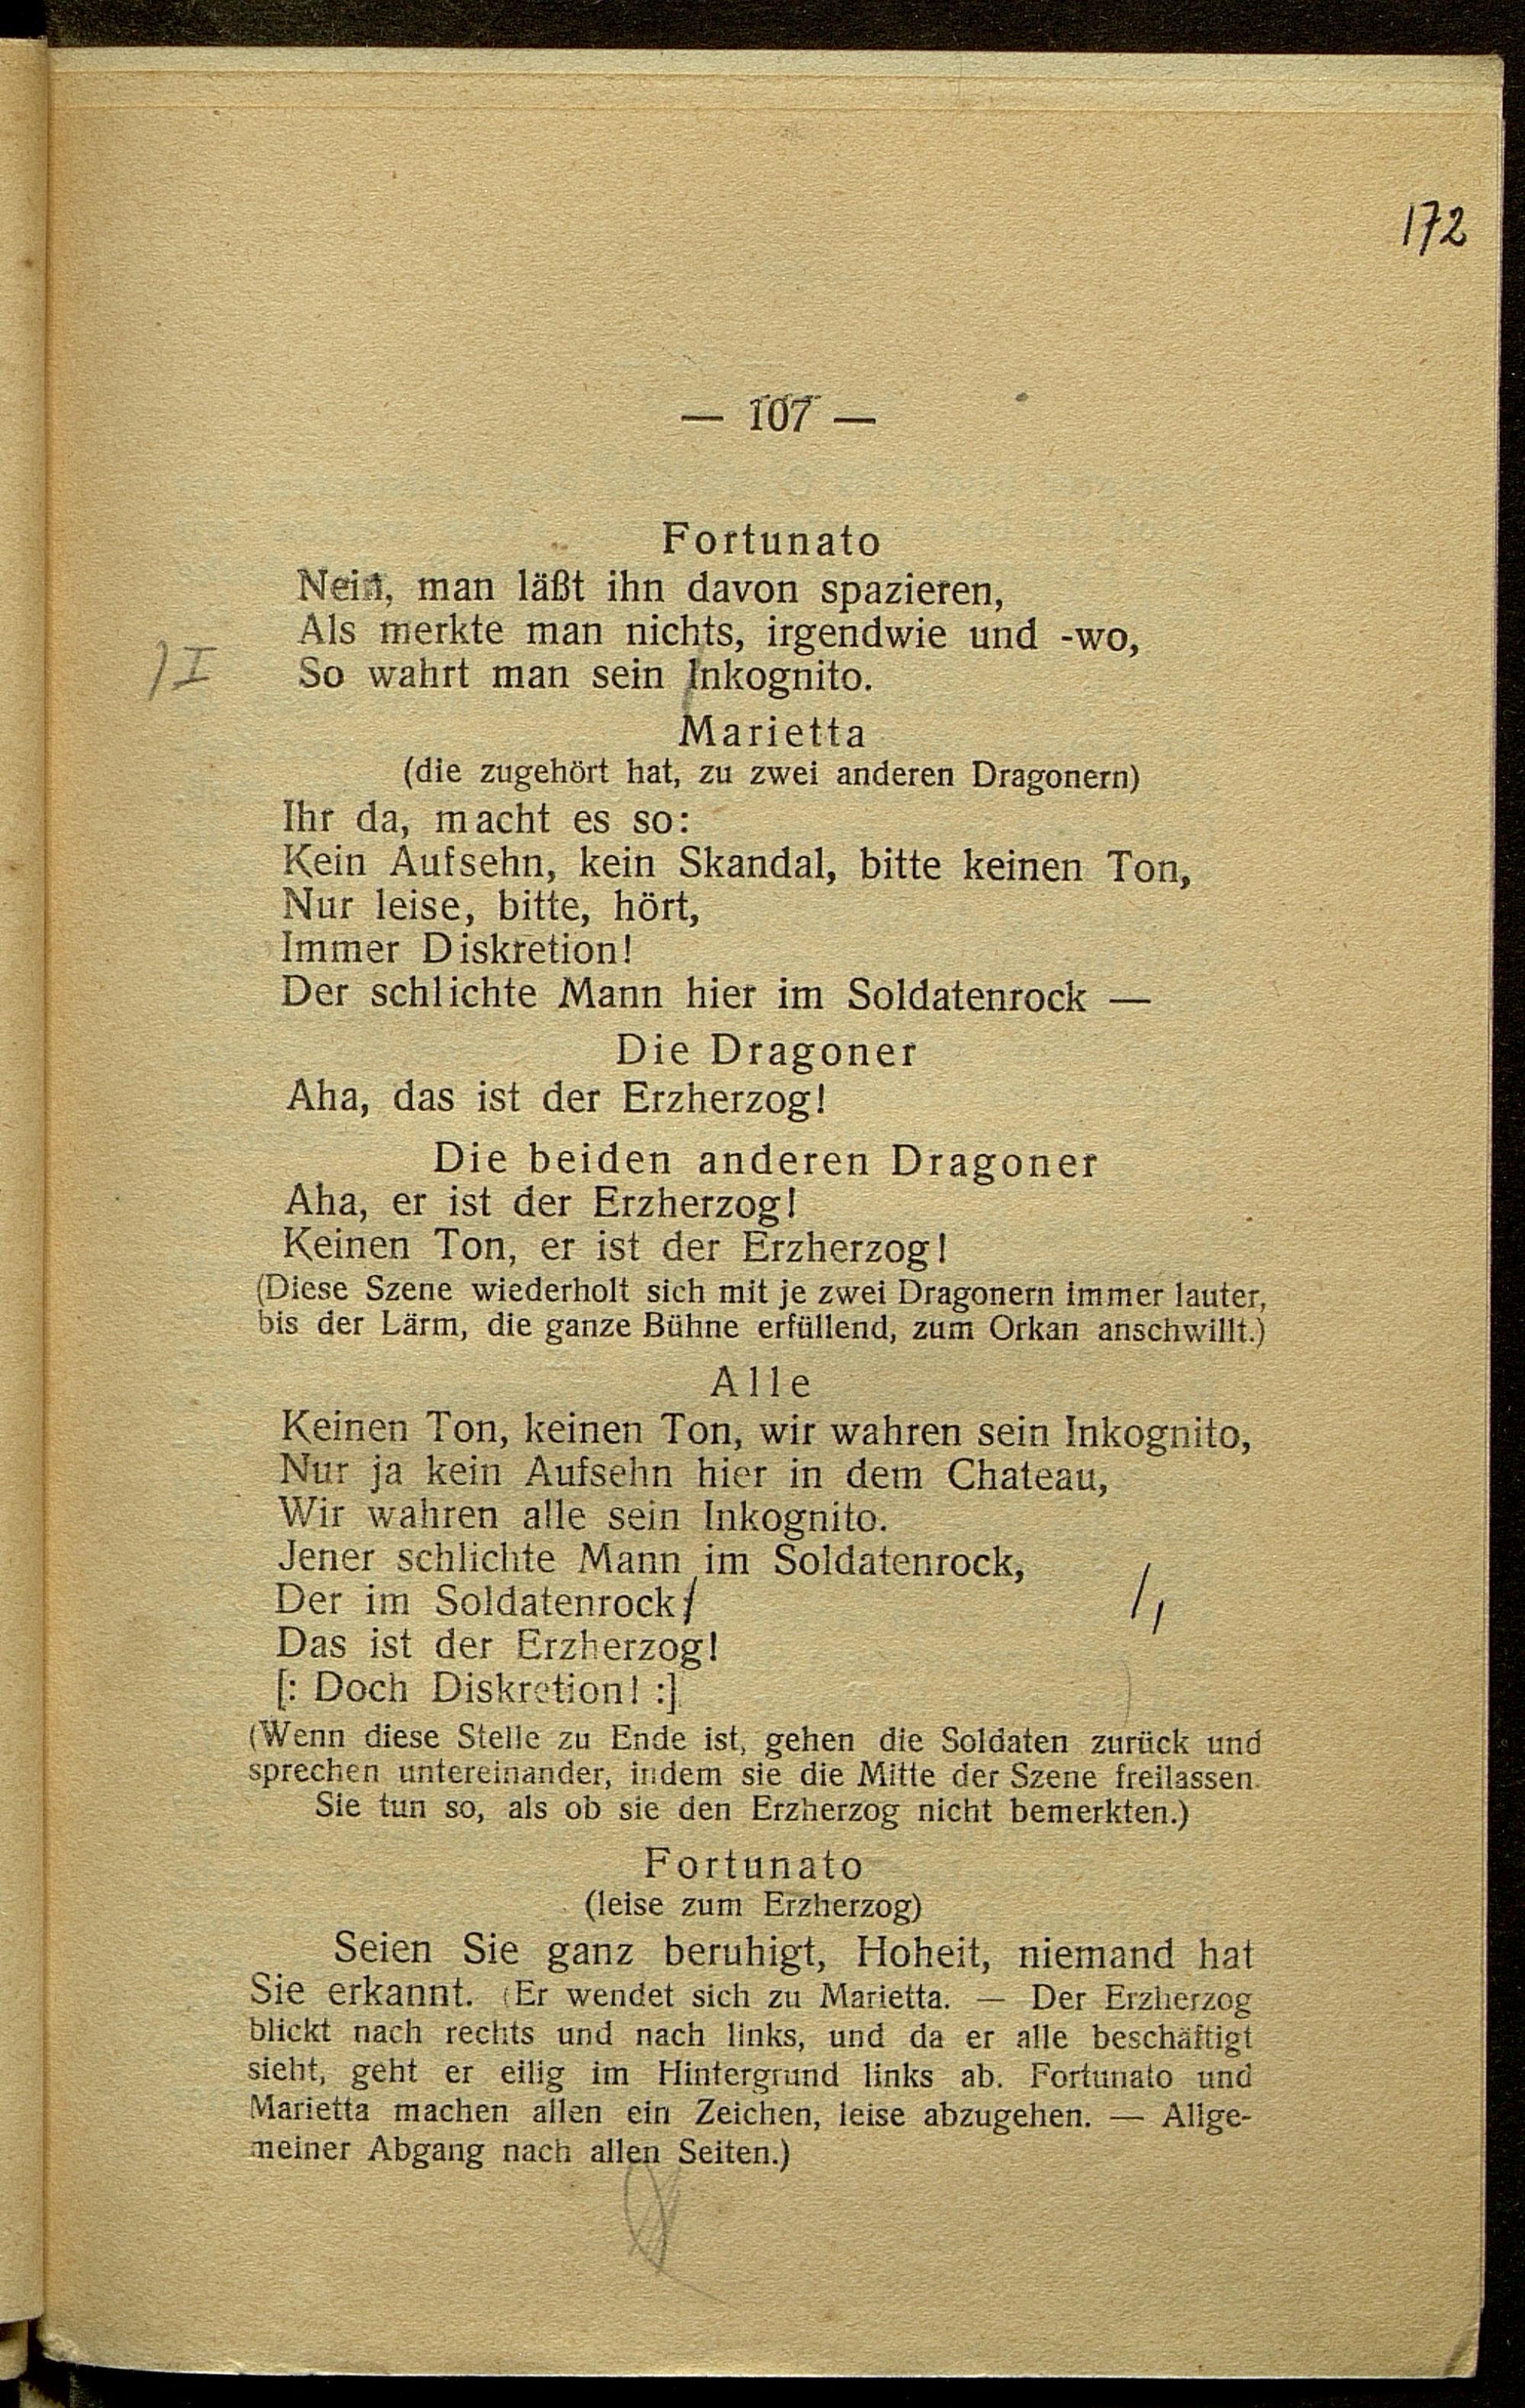 172
— 107 —
Fortunato
Nein, man läßt ihn davon spazieren,
Als merkte man nichts, irgendwie und -wo,
) I
So wahrt man sein Inkognito.
Marietta
(die zugehört hat, zu zwei anderen Dragonern)
Ihr da, macht es so:
Kein Aufsehn, kein Skandal, bitte keinen Ton,
Nur leise, bitte, hört,
Immer Diskretion!
Der schlichte Mann hier im Soldatenrock —
Die Dragoner
Aha, das ist der Erzherzog!
Die beiden anderen Dragoner
Aha, er ist der Erzherzog!
Keinen Ton, er ist der Erzherzog!
(Diese Szene wiederholt sich mit je zwei Dragonern immer lauter,
bis der Lärm, die ganze Bühne erfüllend, zum Orkan anschwillt.)
Alle
Keinen Ton, keinen Ton, wir wahren sein Inkognito,
Nur ja kein Aufsehn hier in dem Chateau,
Wir wahren alle sein Inkognito.
Jener schlichte Mann im Soldatenrock,
Der im Soldatenrock /,
Das ist der Erzherzog!
[: Doch Diskretion! :]
(Wenn diese Stelle zu Ende ist, gehen die Soldaten zurück und
sprechen untereinander, indem sie die Mitte der Szene freilassen.
Sie tun so, als ob sie den Erzherzog nicht bemerkten.)
Fortunato
(leise zum Erzherzog)
Seien Sie ganz beruhigt, Hoheit, niemand hat
Sie erkannt. (Er wendet sich zu Marietta. — Der Erzherzog
blickt nach rechts und nach links, und da er alle beschäftigt
sieht, geht er eilig im Hintergrund links ab. Fortunato und
Marietta machen allen ein Zeichen, leise abzugehen. — Allge-
meiner Abgang nach allen Seiten.)